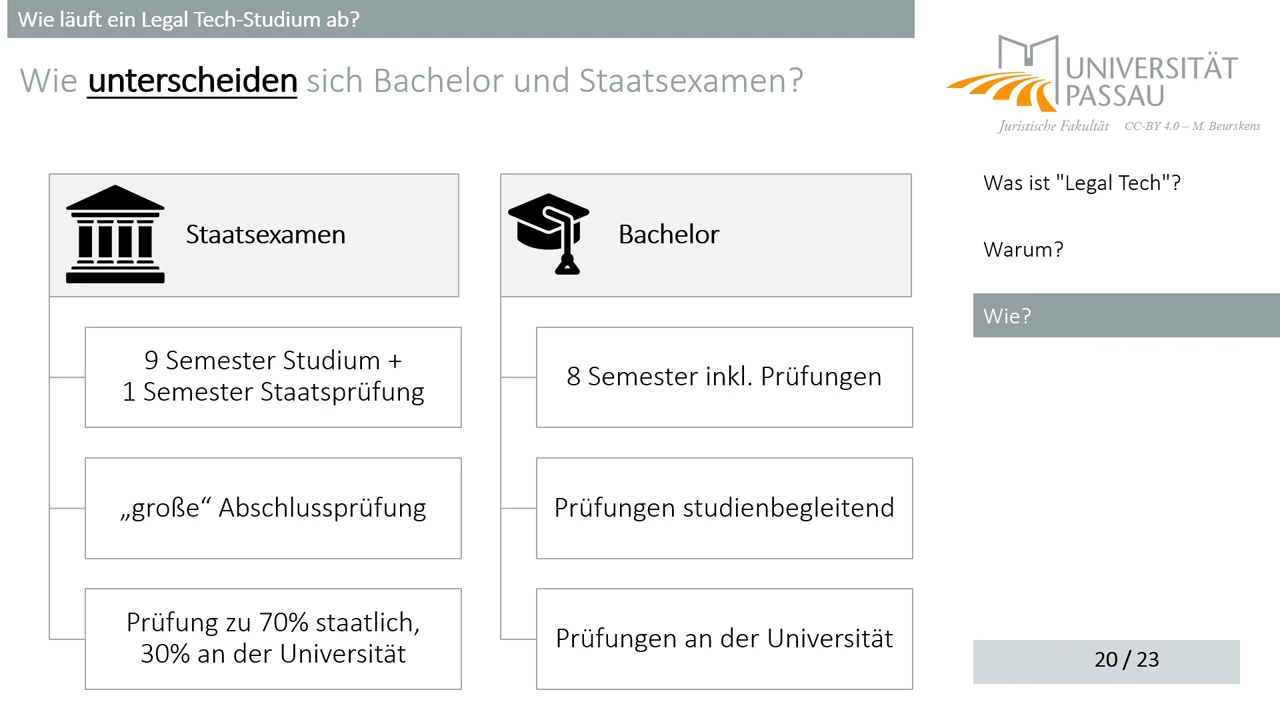 Wie läuft ein Legal Tech-Studium ab?
Wie unterscheiden sich Bachelor und Staatsexamen?
UNIVERSITÄT
PASSAU
Juristische Fakultät CC-BY 4.0 – M. Beurskens
Staatsexamen
9 Semester Studium +
1 Semester Staatsprüfung
„große“ Abschlussprüfung
Prüfung zu 70% staatlich,
30% an der Universität
Bachelor
8 Semester inkl. Prüfungen
Prüfungen studienbegleitend
Prüfungen an der Universität
Was ist "Legal Tech"?
Warum?
Wie?
20 / 23